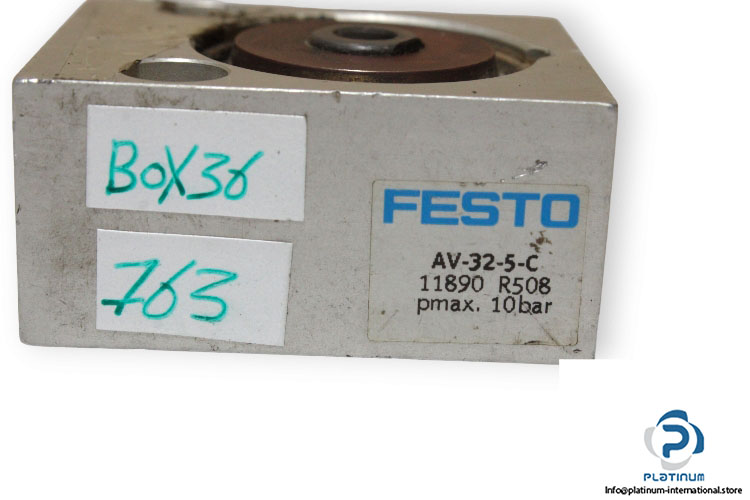 BOX36
763
FESTO
AV-32-5-C
11890 R508
pmax. 10bar
PLATINUM
Info@platinum-international.store